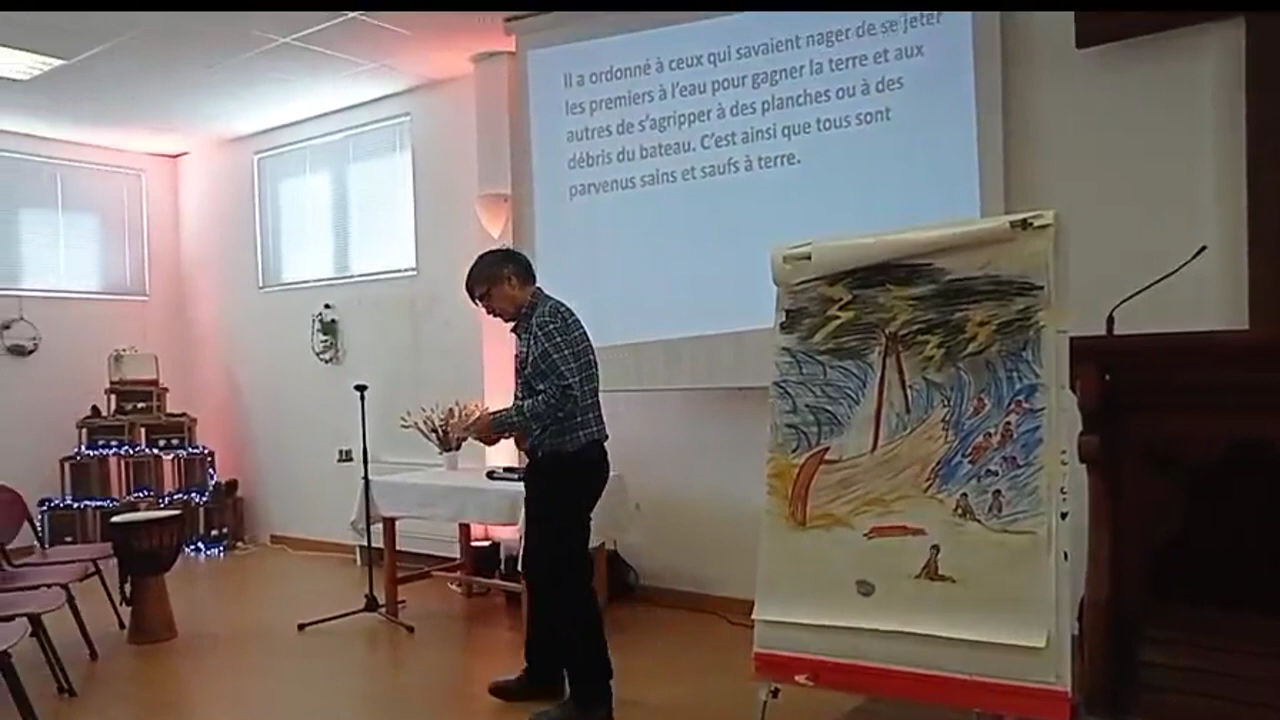 Il a ordonné à ceux qui savaient nager de se jeter
les premiers à l'eau pour gagner la terre et aux
autres de s'agripper à des planches ou à des
débris du bateau. C'est ainsi que tous sont
parvenus sains et saufs à terre.